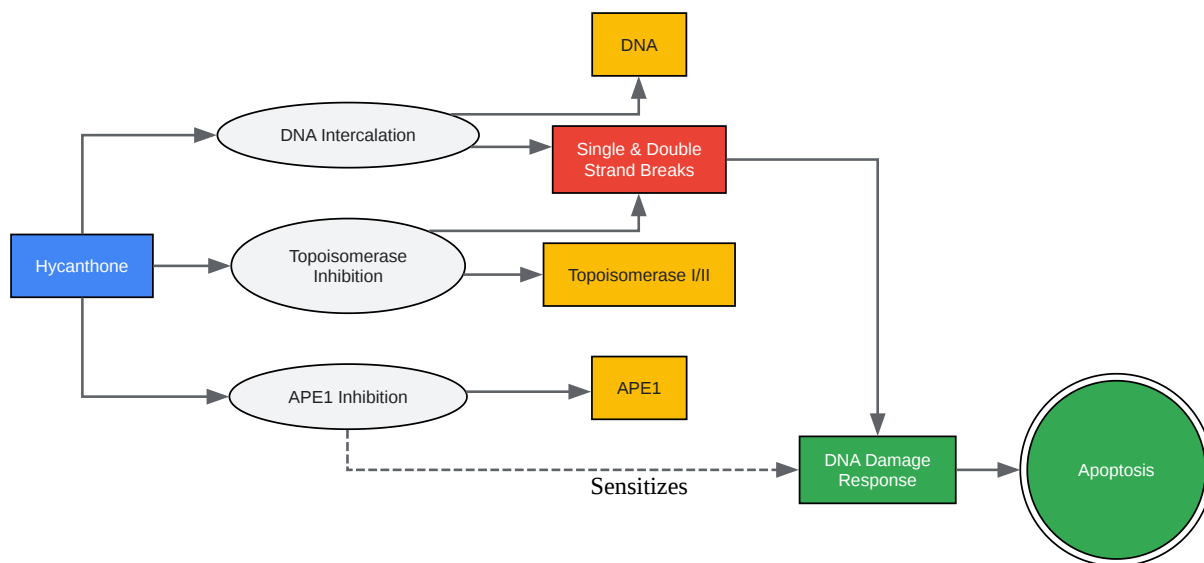 DNA
DNA Intercalation
Single & Double
Strand Breaks
Hycanthone
Topoisomerase
Inhibition
Topoisomerase I/II
APE1 Inhibition
APE1
DNA Damage
Response
Apoptosis
Sensitizes